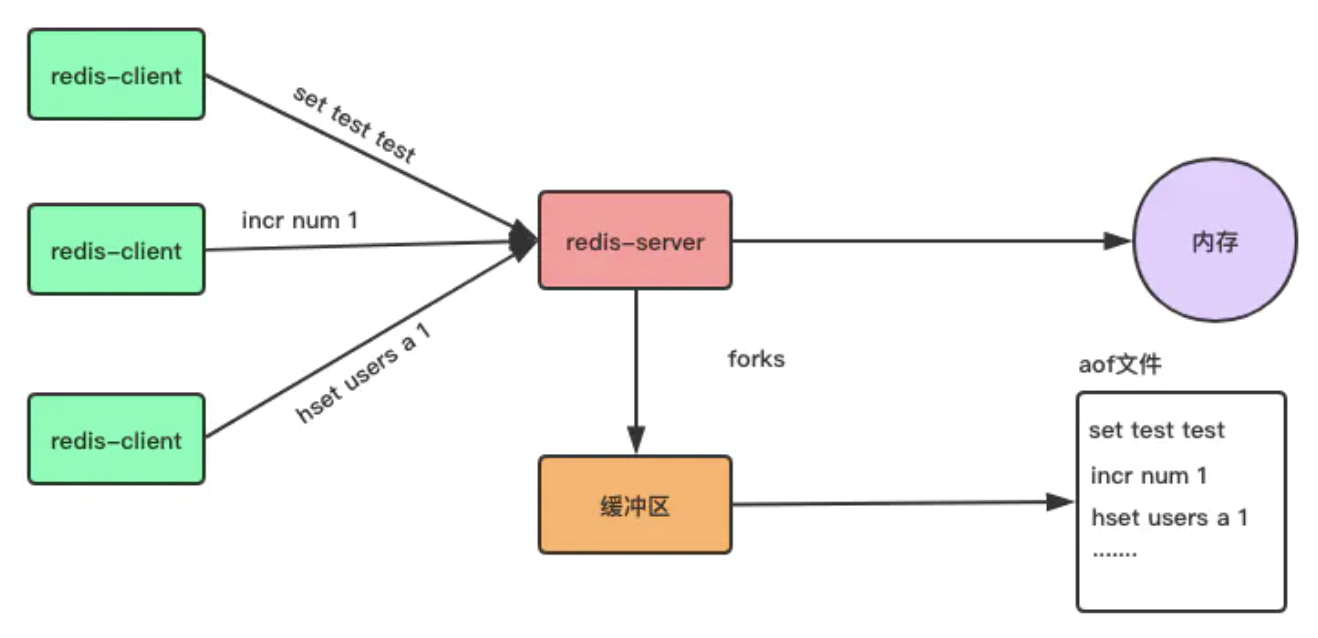 redis-client
set test test
incr num 1
redis-client
redis-server
内存
hset users a 1
forks
aof文件
redis-client
缓冲区
set test test
incr num 1
hset users a 1
.......